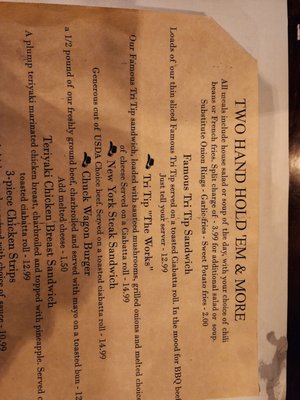 TWO HAND HOLD 'EM & MORE
All meals include house salad or soup of the day, with your choice of chili
beans or French fries. Split charge of - 3.99 for additional salad or soup.
Substitute Onion Rings - Garlic fries - Sweet Potato fries - 2.00
Famous Tri Tip Sandwich
Loads of our thin sliced Famous Tri Tip served on a toasted Ciabatta roll. In the mood for BBQ beef
Just tell your server - 12.99
Tri Tip "The Works"
Our Famous Tri Tip sandwich loaded with sauteed mushrooms, grilled onions and melted choice
of cheese Served on a Ciabatta roll - 14.99
New York Steak Sandwich
Generous cut of USDA Choice beef. Served on a toasted ciabatta roll - 14.99
Chuck Wagon Burger
a 1/2 pound of our freshly ground beef, charbroiled and served with mayo on a toasted bun - 12
Add melted cheese - 1.50
Teriyaki Chicken Breast Sandwich
A plump teriyaki marinated chicken breast, charbroiled and topped with pineapple. Served
toasted ciabatta roll - 12.99
3-piece Chicken Strips
choice of sauce - 10.99